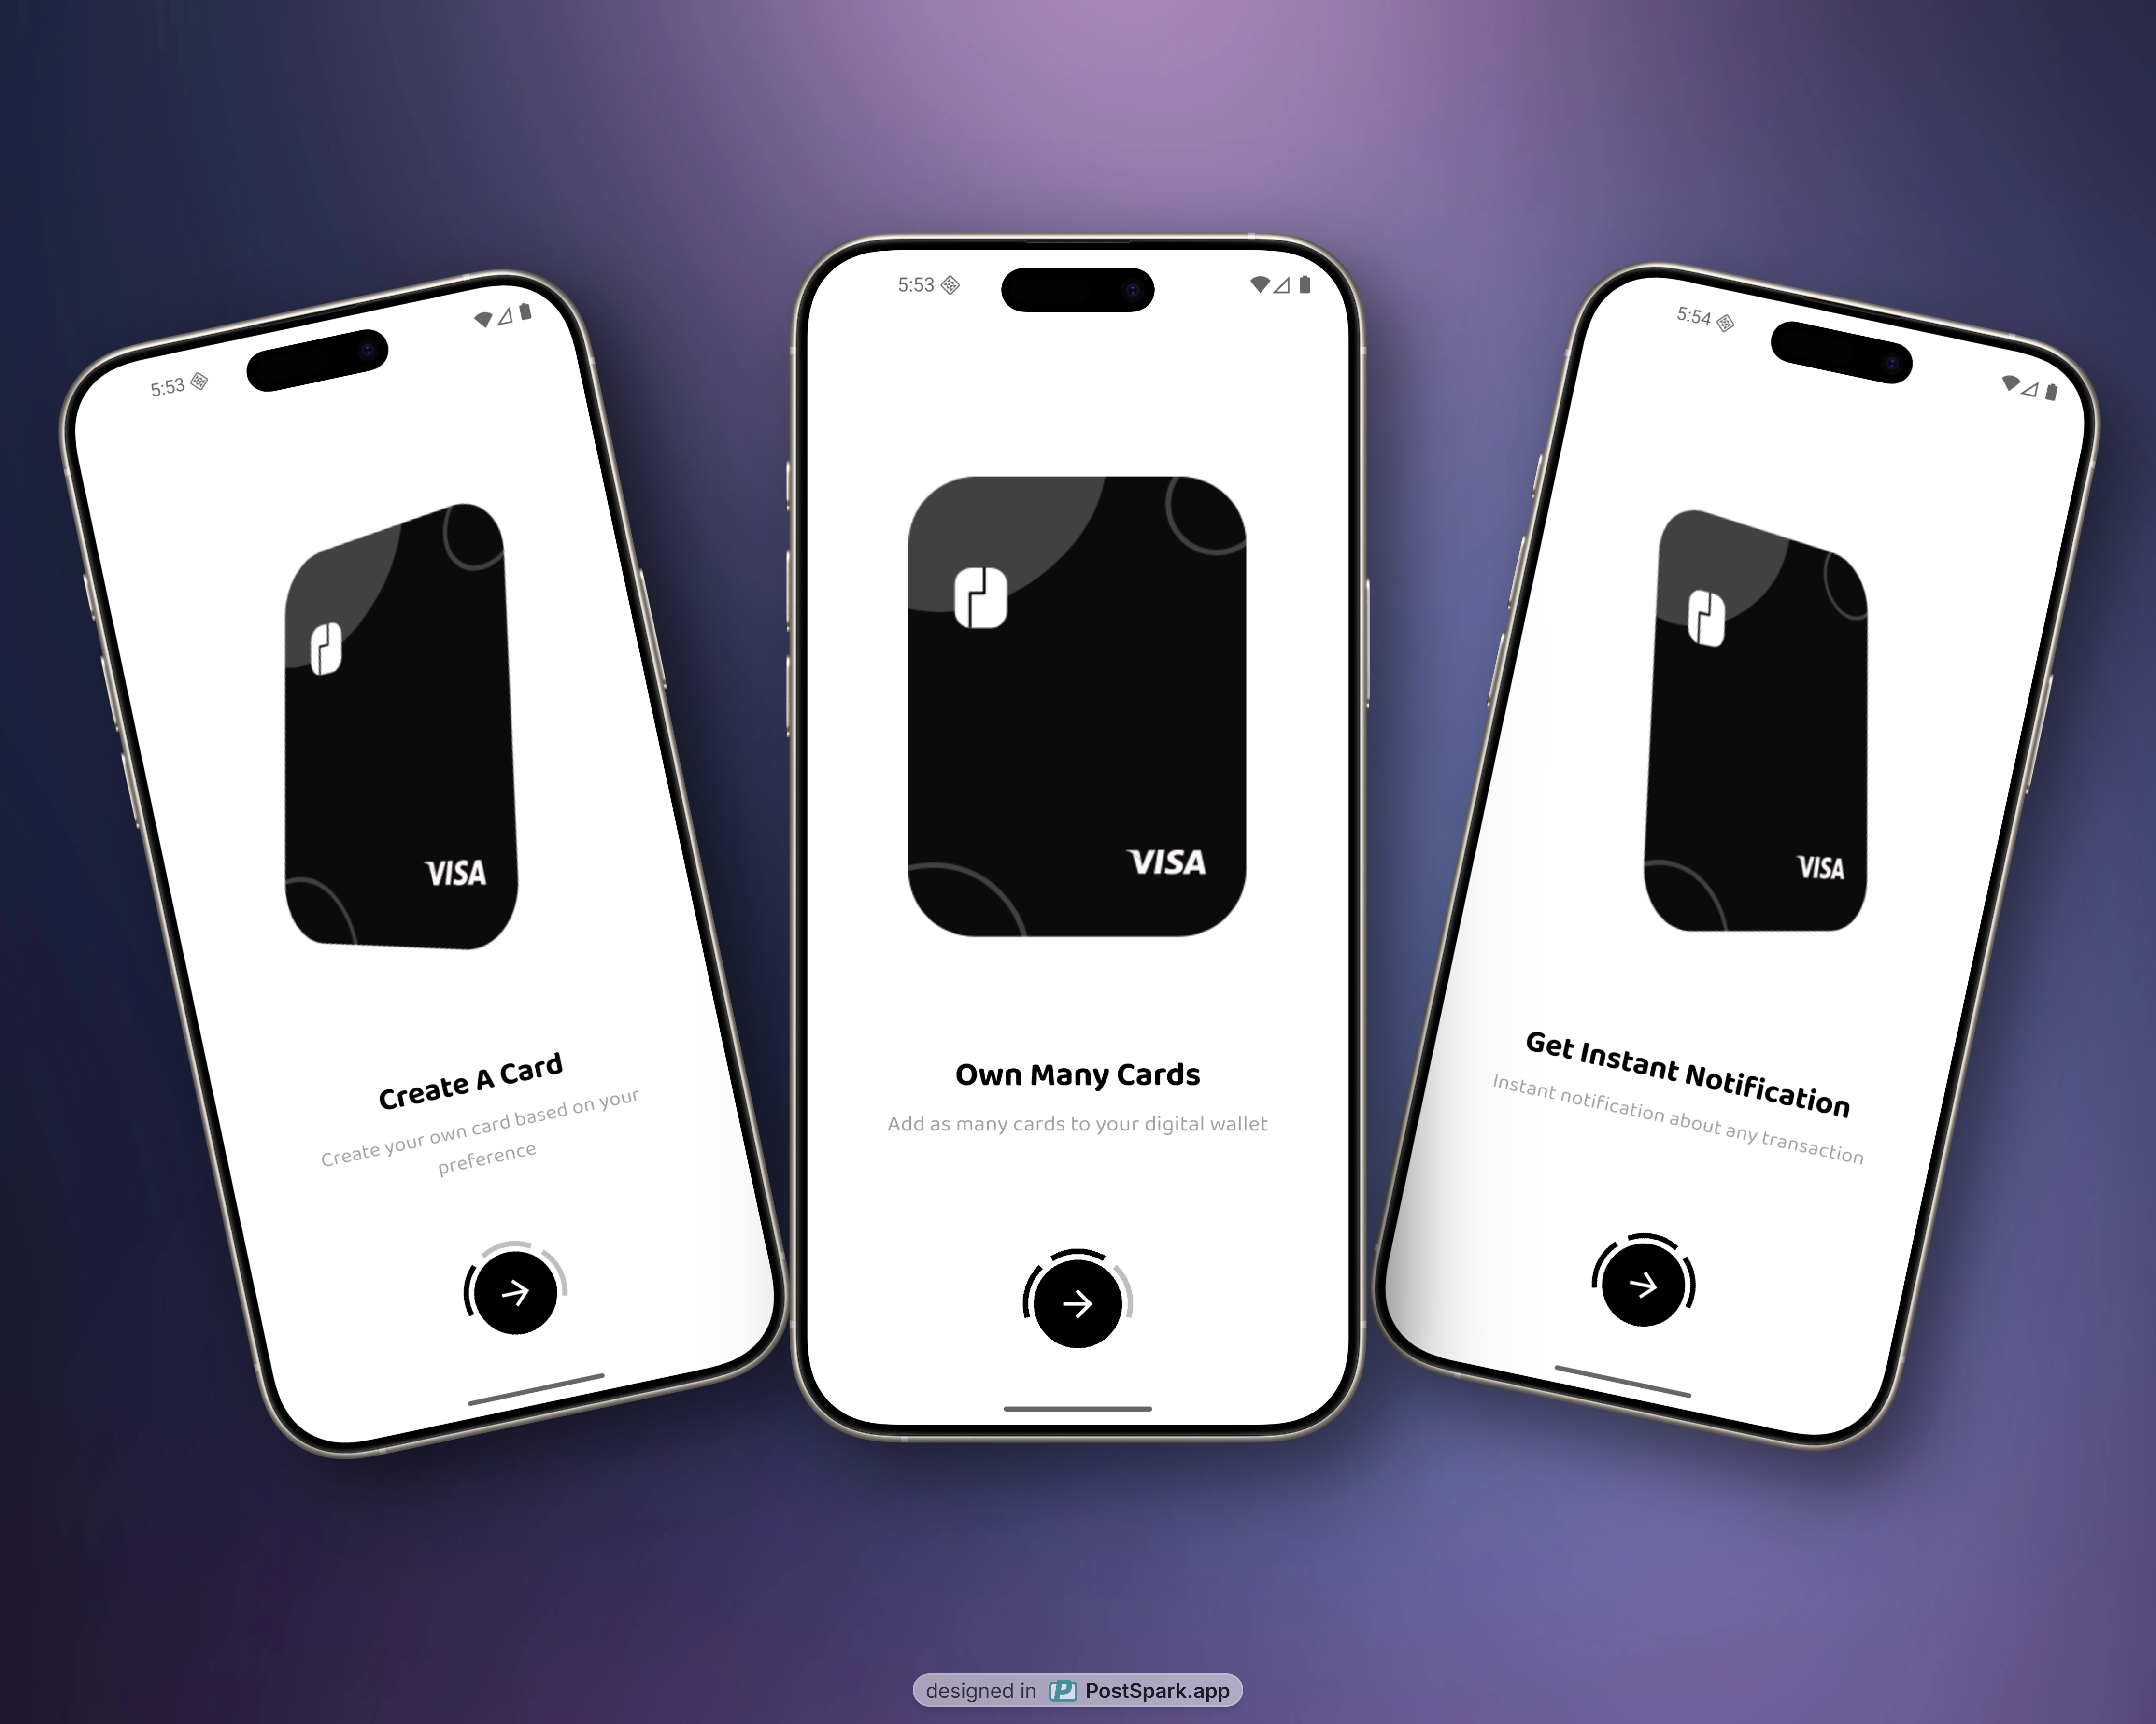 5:53
VISA
Create A Card
Create your own card based on your
preference
5:53
VISA
Own Many Cards
Add as many cards to your digital wallet
5:54
VISA
Get Instant Notification
Instant notification about any transaction
designed in PostSpark.app